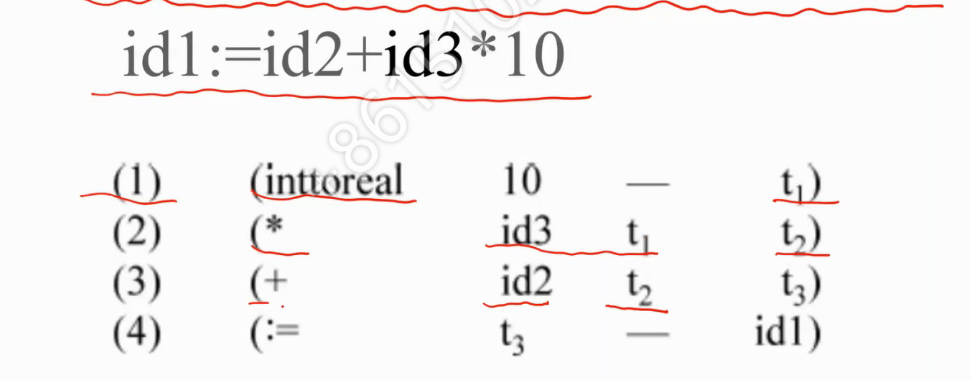 id1:=id2+id3*10
(1) (inttoreal 10 — t₁)
(2) (* id3 t₁ t₂)
(3) (+ id2 t₂ t₃)
(4) (:= t₃ — id1)